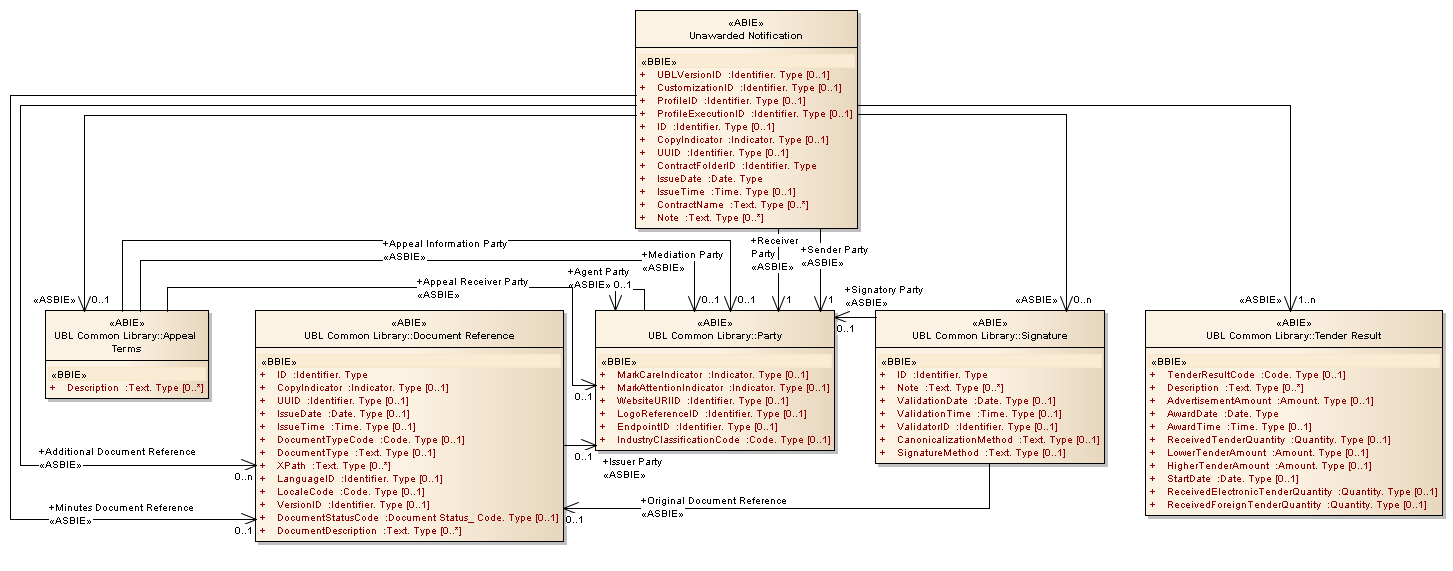 «ABIE»
Unawarded Notification
«BBIE»
+ UBLVersionID :Identifier. Type [0..1]
+ CustomizationID :Identifier. Type [0..1]
+ ProfileID :Identifier. Type [0..1]
+ ProfileExecutionID :Identifier. Type [0..1]
+ ID :Identifier. Type [0..1]
+ CopyIndicator :Indicator. Type [0..1]
+ UUID :Identifier. Type [0..1]
+ ContractFolderID :Identifier. Type
+ IssueDate :Date. Type
+ IssueTime :Time. Type [0..1]
+ ContractName :Text. Type [0..*]
+ Note :Text. Type [0..*]
+Appeal Information Party
«ASBIE»
+Mediation Party
«ASBIE»
+Receiver
Party
«ASBIE»
+Sender Party
«ASBIE»
+Agent Party
«ASBIE» 0..1
+Appeal Receiver Party
«ASBIE»
+Signatory Party
«ASBIE»
0..1
«ASBIE» 0..1
0..1
0..1
1
1
«ASBIE» 0..n
«ASBIE» 1..n
«ABIE»
UBL Common Library::Appeal
Terms
«BBIE»
+ Description :Text. Type [0..*]
«ABIE»
UBL Common Library::Document Reference
«BBIE»
+ ID :Identifier. Type
+ CopyIndicator :Indicator. Type [0..1]
+ UUID :Identifier. Type [0..1]
+ IssueDate :Date. Type [0..1]
+ IssueTime :Time. Type [0..1]
+ DocumentTypeCode :Code. Type [0..1]
+ DocumentType :Text. Type [0..1]
+ XPath :Text. Type [0..*]
+ LanguageID :Identifier. Type [0..1]
+ LocaleCode :Code. Type [0..1]
+ VersionID :Identifier. Type [0..1]
+ DocumentStatusCode :Document Status_ Code. Type [0..1]
+ DocumentDescription :Text. Type [0..*]
«ABIE»
UBL Common Library::Party
«BBIE»
+ MarkCareIndicator :Indicator. Type [0..1]
+ MarkAttentionIndicator :Indicator. Type [0..1]
+ WebsiteURIID :Identifier. Type [0..1]
+ LogoReferenceID :Identifier. Type [0..1]
+ EndpointID :Identifier. Type [0..1]
+ IndustryClassificationCode :Code. Type [0..1]
«ABIE»
UBL Common Library::Signature
«BBIE»
+ ID :Identifier. Type
+ Note :Text. Type [0..*]
+ ValidationDate :Date. Type [0..1]
+ ValidationTime :Time. Type [0..1]
+ ValidatorID :Identifier. Type [0..1]
+ CanonicalizationMethod :Text. Type [0..1]
+ SignatureMethod :Text. Type [0..1]
«ABIE»
UBL Common Library::Tender Result
«BBIE»
+ TenderResultCode :Code. Type [0..1]
+ Description :Text. Type [0..*]
+ AdvertisementAmount :Amount. Type [0..1]
+ AwardDate :Date. Type
+ AwardTime :Time. Type [0..1]
+ ReceivedTenderQuantity :Quantity. Type [0..1]
+ LowerTenderAmount :Amount. Type [0..1]
+ HigherTenderAmount :Amount. Type [0..1]
+ StartDate :Date. Type [0..1]
+ ReceivedElectronicTenderQuantity :Quantity. Type [0..1]
+ ReceivedForeignTenderQuantity :Quantity. Type [0..1]
0..1
0..1
+Issuer Party
«ASBIE»
+Additional Document Reference
«ASBIE»
0..n
+Minutes Document Reference
«ASBIE»
0..1
+Original Document Reference
«ASBIE»
0..1